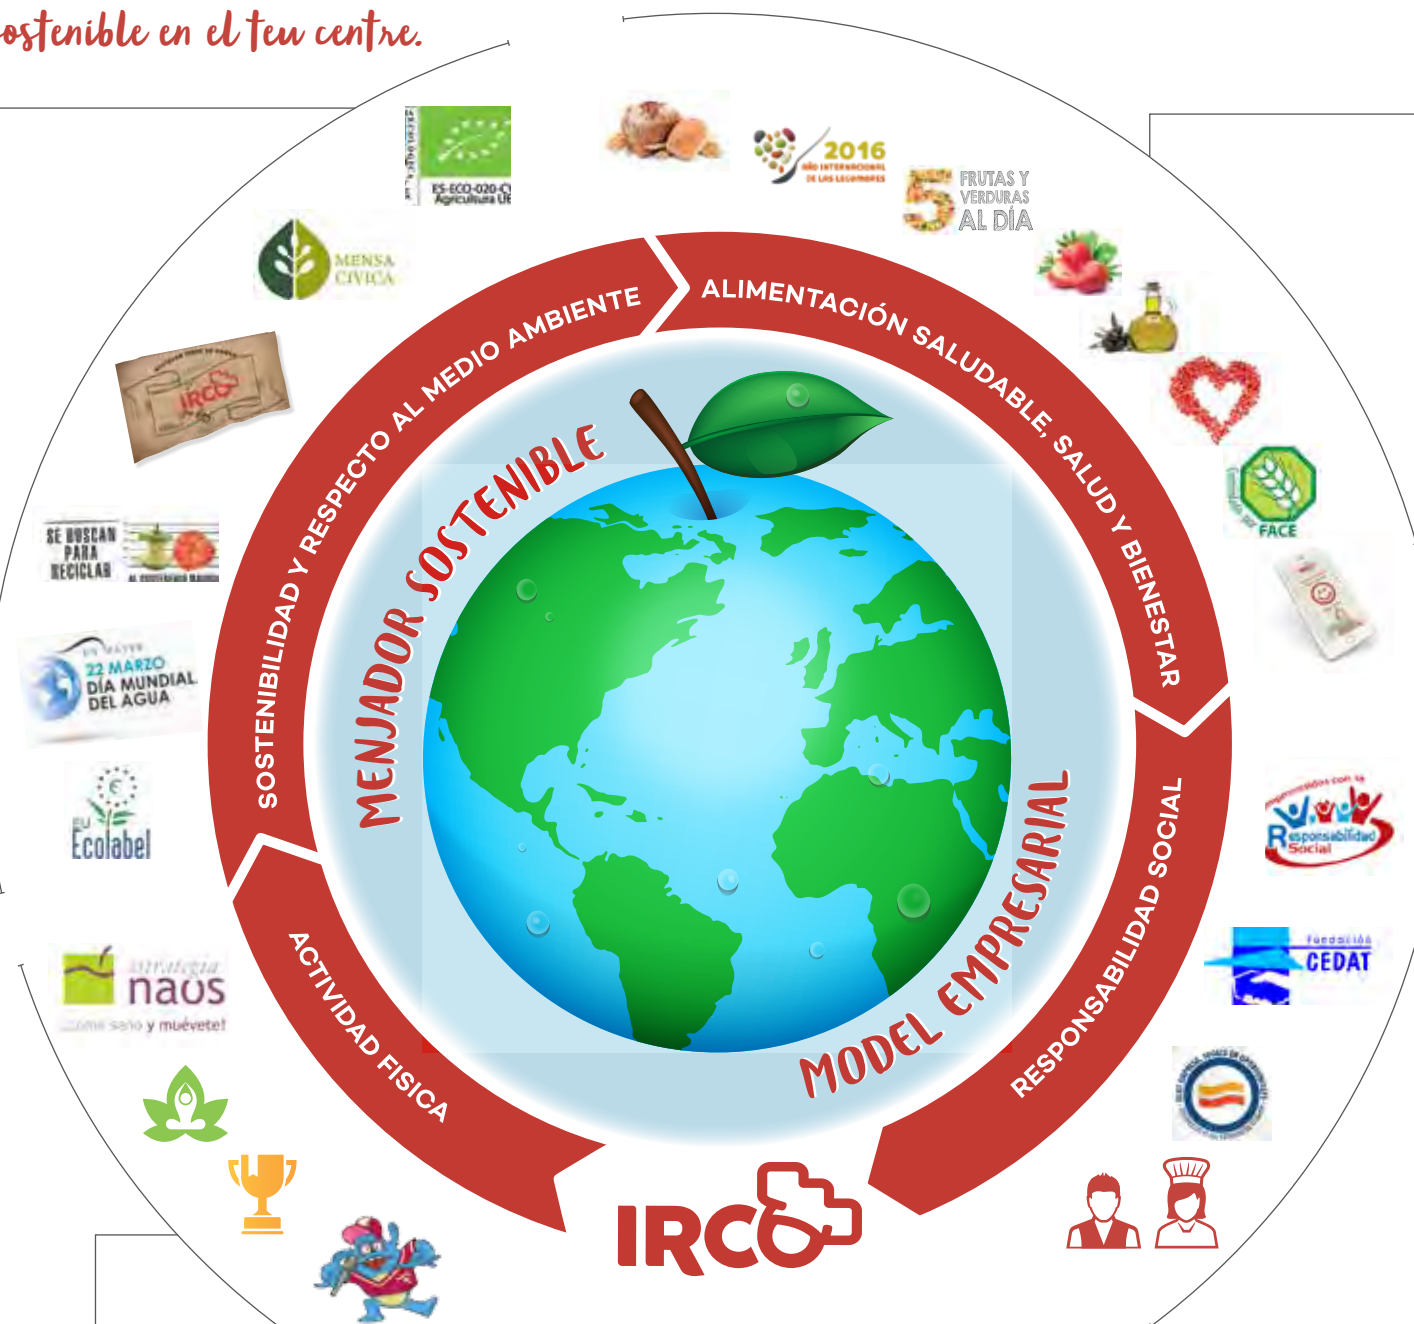 ostenible en el teu centre.
ES-ECO-020-C
Agricultura UE
2016
AÑO INTERNACIONAL
DE LAS LEGUMBRES
5 FRUTAS Y
VERDURAS
AL DÍA
MENSA
CIVICA
IRCO
SE BUSCAN
PARA
RECICLAR
22 MARZO
DÍA MUNDIAL
DEL AGUA
EU
Ecolabel
estrategia
naos
¡come sano y muévete!
SOSTENIBILIDAD Y RESPECTO AL MEDIO AMBIENTE
ALIMENTACIÓN SALUDABLE, SALUD Y BIENESTAR
RESPONSABILIDAD SOCIAL
ACTIVIDAD FISICA
MENJADOR SOSTENIBLE
MODEL EMPRESARIAL
FACE
Responsabilidad
Social
Fundación
CEDAT
IRCO